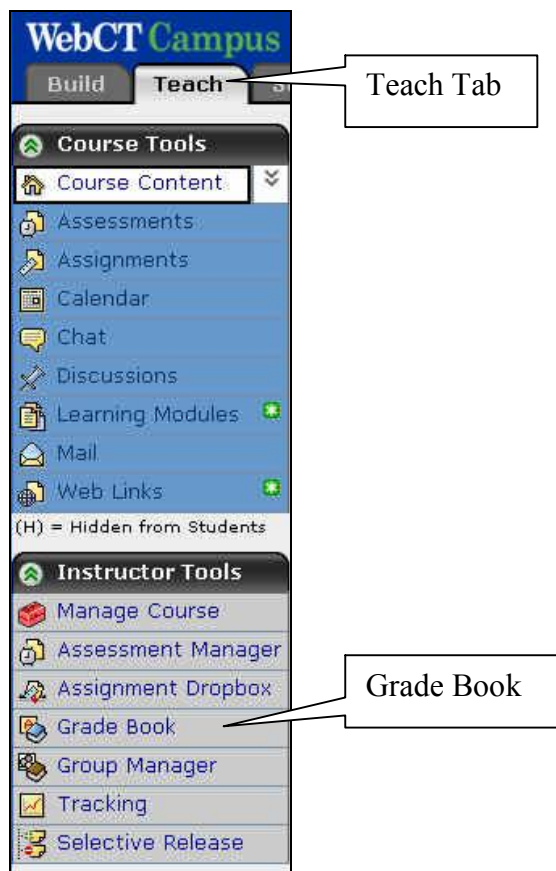 WebCT Campus
Build Teach
Teach Tab
Course Tools
Course Content
Assessments
Assignments
Calendar
Chat
Discussions
Learning Modules
Mail
Web Links
(H) = Hidden from Students
Instructor Tools
Manage Course
Assessment Manager
Assignment Dropbox
Grade Book
Grade Book
Group Manager
Tracking
Selective Release